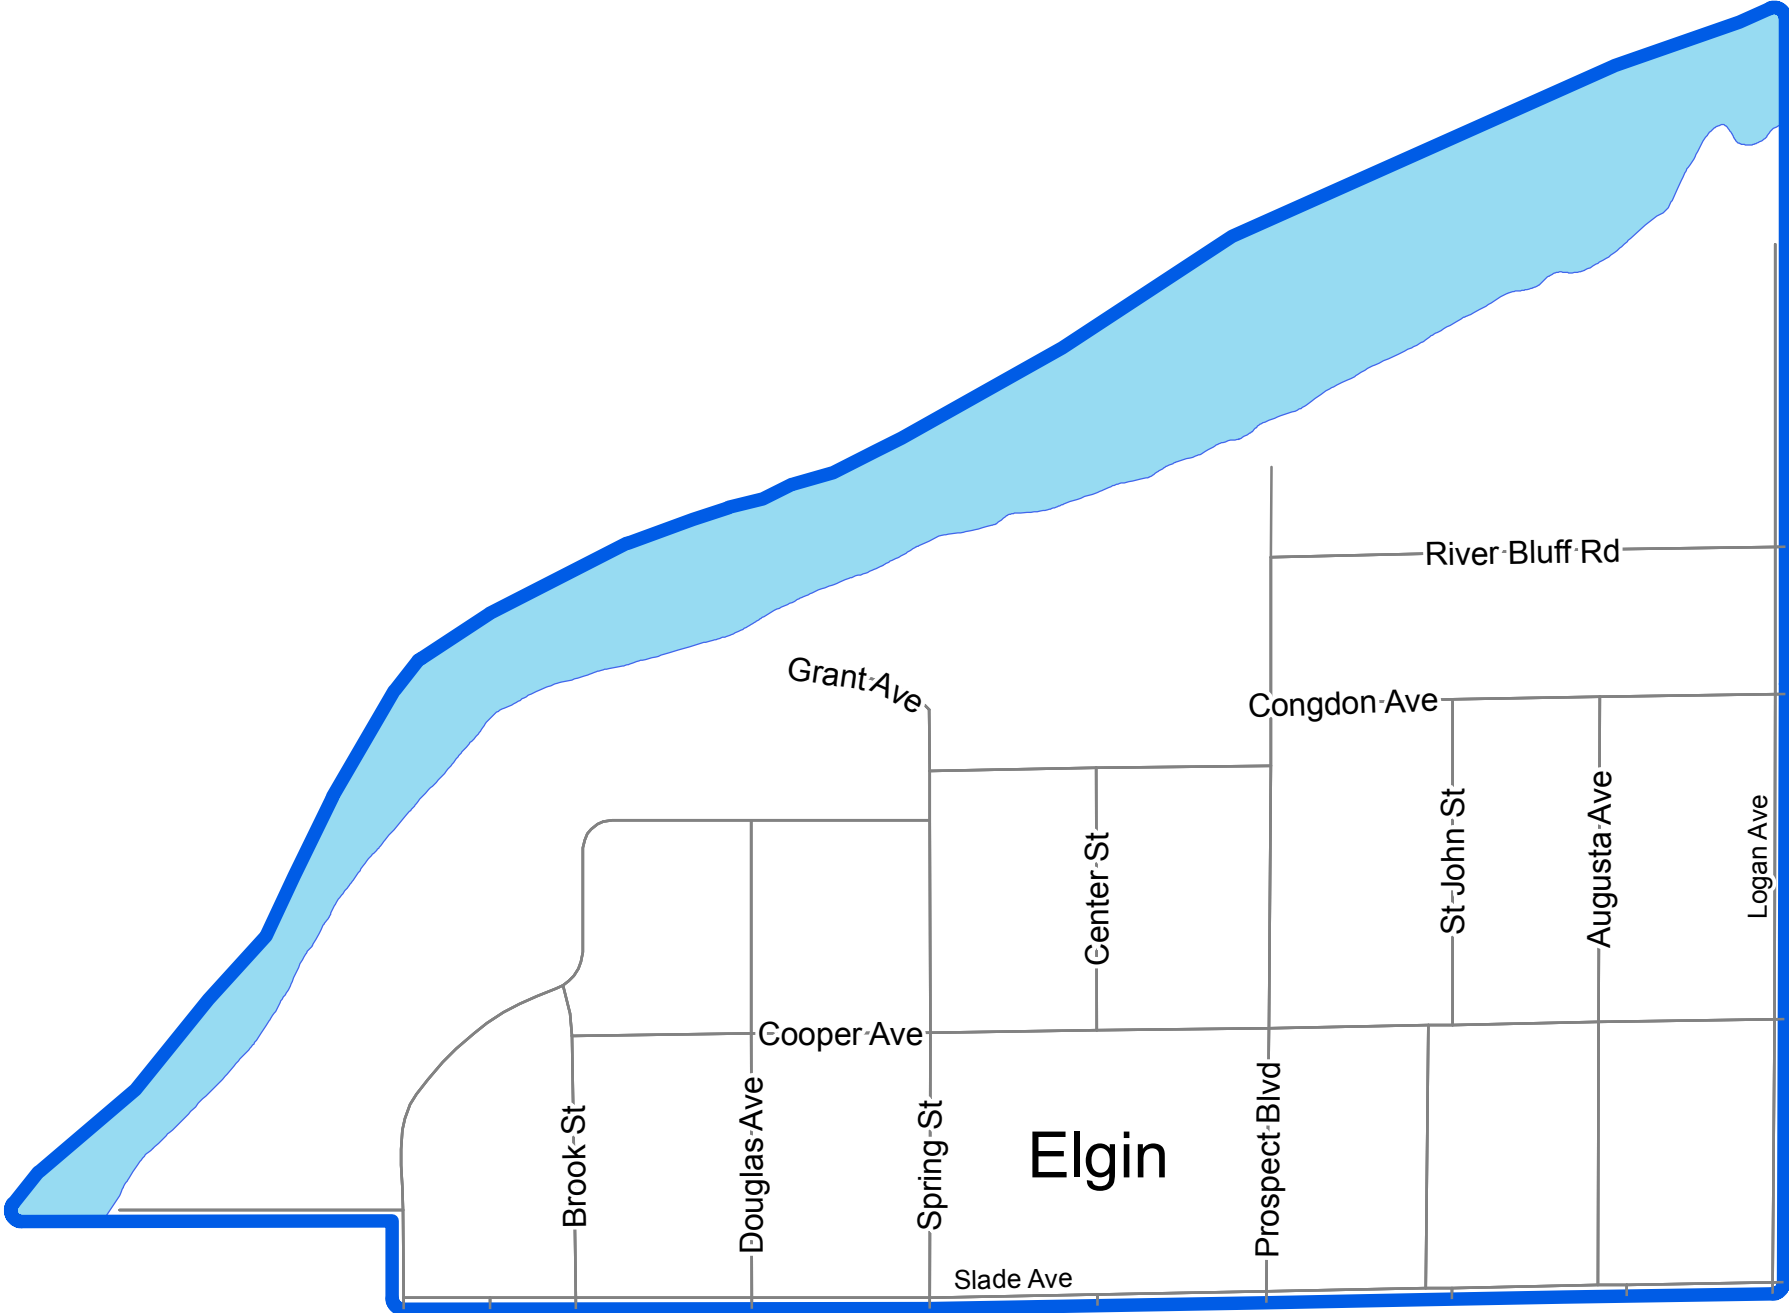 River Bluff Rd
Grant Ave
Congdon Ave
Center St
St John St
Augusta Ave
Logan Ave
Cooper Ave
Brook St
Douglas Ave
Spring St
Elgin
Prospect Blvd
Slade Ave